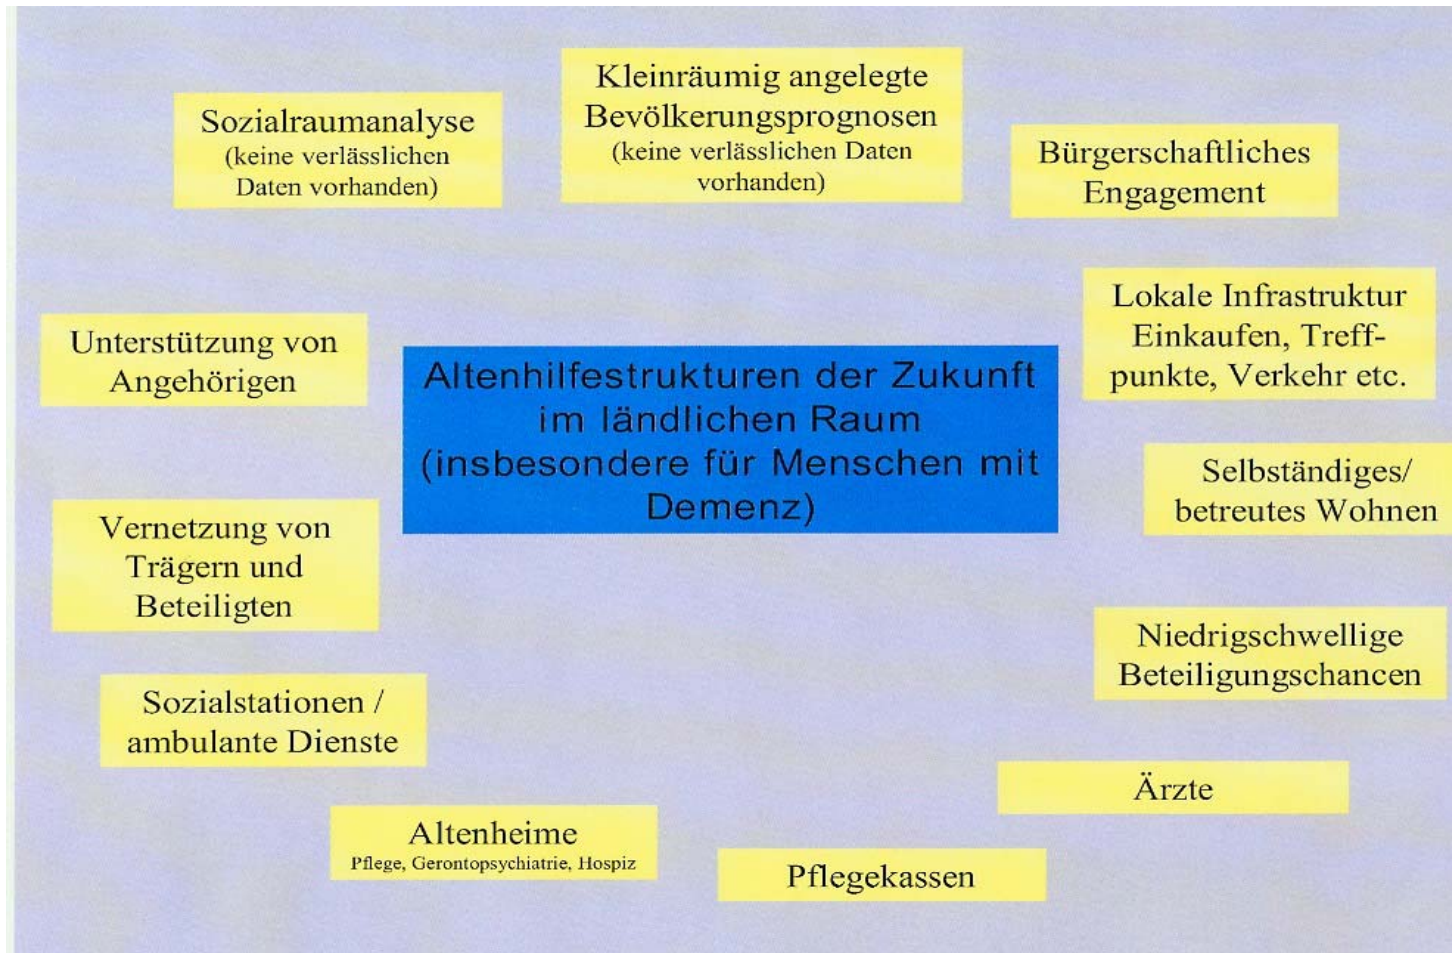 Kleinräumig angelegte
Bevölkerungsprognosen
(keine verlässlichen Daten
vorhanden)
Sozialraumanalyse
(keine verlässlichen
Daten vorhanden)
Bürgerschaftliches
Engagement
Lokale Infrastruktur
Einkaufen, Treff-
punkte, Verkehr etc.
Unterstützung von
Angehörigen
Altenhilfestrukturen der Zukunft
im ländlichen Raum
(insbesondere für Menschen mit
Demenz)
Selbständiges/
betreutes Wohnen
Vernetzung von
Trägern und
Beteiligten
Niedrigschwellige
Beteiligungschancen
Sozialstationen /
ambulante Dienste
Ärzte
Altenheime
Pflege, Gerontopsychiatrie, Hospiz
Pflegekassen